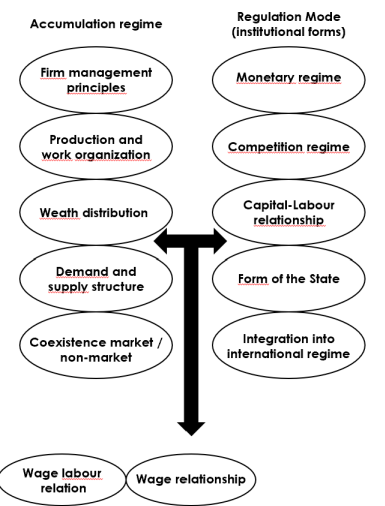 Accumulation regime
Firm management
principles
Production and
work organization
Weath distribution
Demand and
supply structure
Coexistence market /
non-market
Regulation Mode
(institutional forms)
Monetary regime
Competition regime
Capital-Labour
relationship
Form of the State
Integration into
international regime
Wage labour
relation
Wage relationship